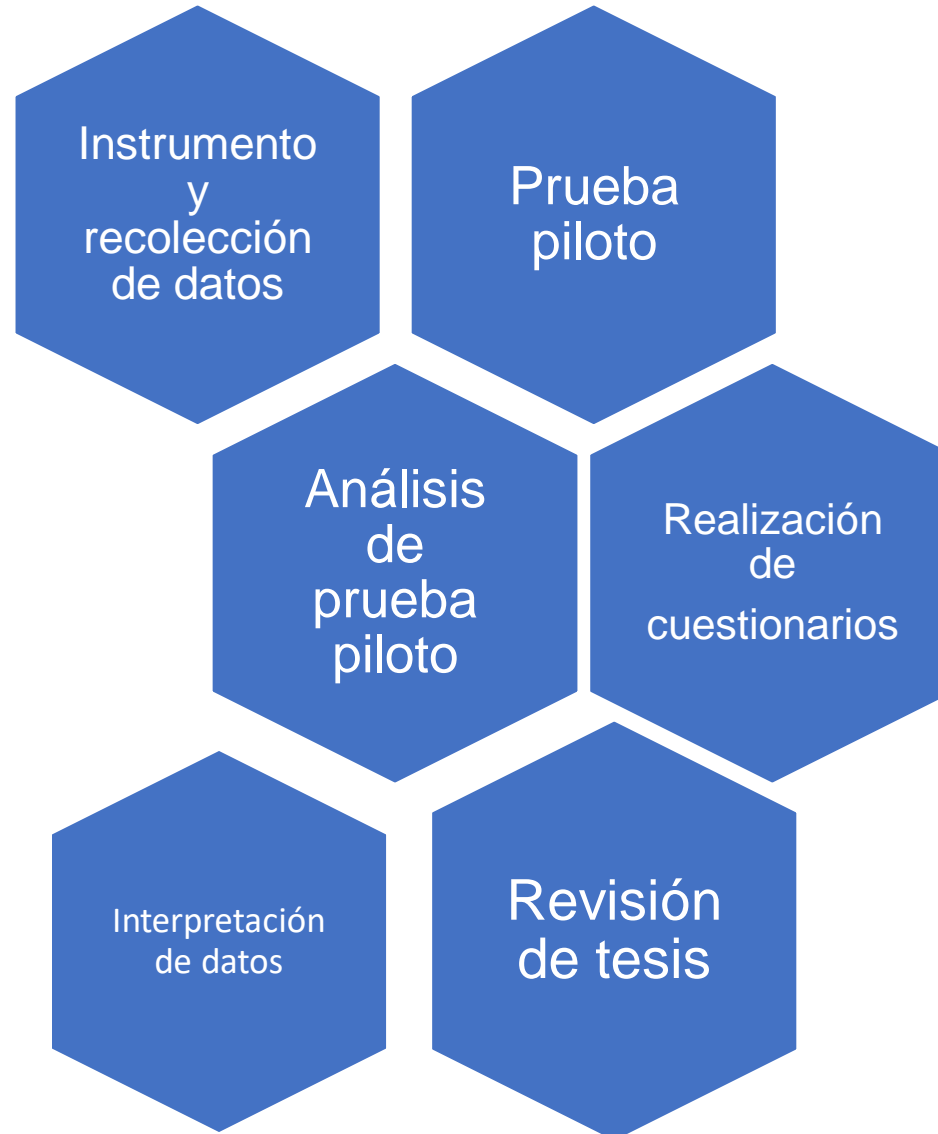 Instrumento
y
recolección
de datos
Prueba
piloto
Análisis
de
prueba
piloto
Realización
de
cuestionarios
Interpretación
de datos
Revisión
de tesis